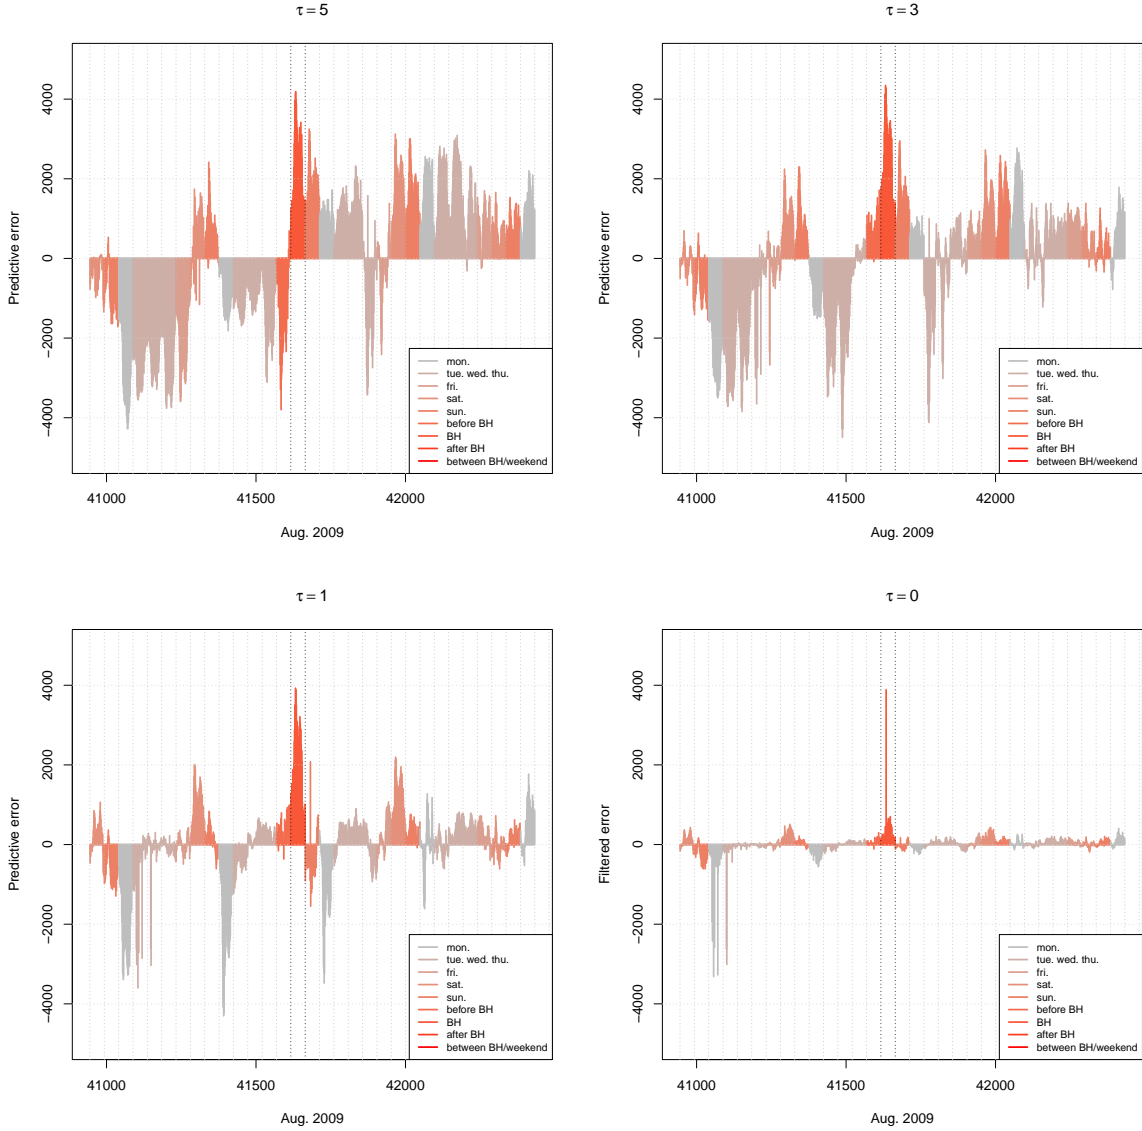 τ = 5
Predictive error
4000
2000
0
−2000
−4000
mon.
tue. wed. thu.
fri.
sat.
sun.
before BH
BH
after BH
between BH/weekend
41000
41500
42000
Aug. 2009
τ = 3
Predictive error
4000
2000
0
−2000
−4000
mon.
tue. wed. thu.
fri.
sat.
sun.
before BH
BH
after BH
between BH/weekend
41000
41500
42000
Aug. 2009
τ = 1
Predictive error
4000
2000
0
−2000
−4000
mon.
tue. wed. thu.
fri.
sat.
sun.
before BH
BH
after BH
between BH/weekend
41000
41500
42000
Aug. 2009
τ = 0
Filtered error
4000
2000
0
−2000
−4000
mon.
tue. wed. thu.
fri.
sat.
sun.
before BH
BH
after BH
between BH/weekend
41000
41500
42000
Aug. 2009